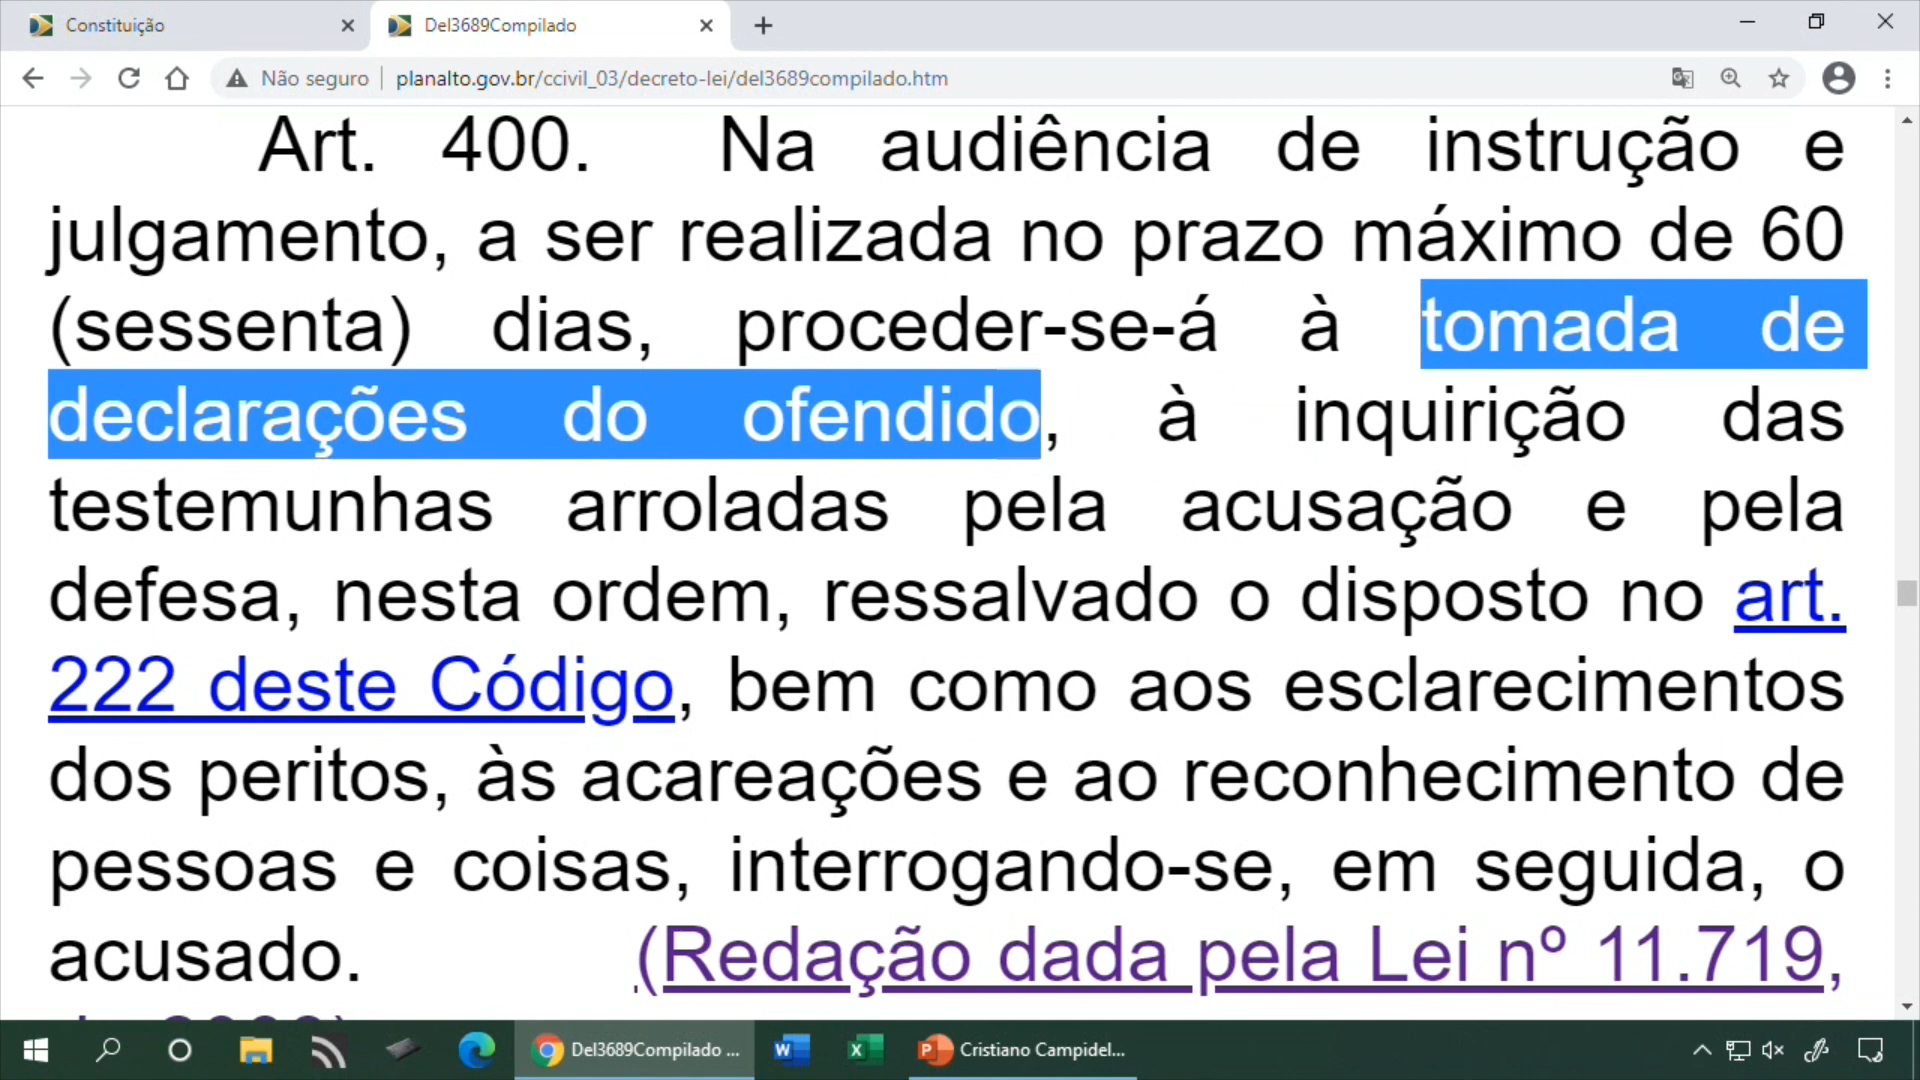 Constituição
Del3689Compilado
Não seguro
planalto.gov.br/ccivil_03/decreto-lei/del3689compilado.htm
Art. 400. Na audiência de instrução e
julgamento, a ser realizada no prazo máximo de 60
(sessenta) dias, proceder-se-á à tomada de
declarações do ofendido, à inquirição das
testemunhas arroladas pela acusação e pela
defesa, nesta ordem, ressalvado o disposto no art.
222 deste Código, bem como aos esclarecimentos
dos peritos, às acareações e ao reconhecimento de
pessoas e coisas, interrogando-se, em seguida, o
acusado. (Redação dada pela Lei nº 11.719,
Del3689Compilado ...
Cristiano Campidel...